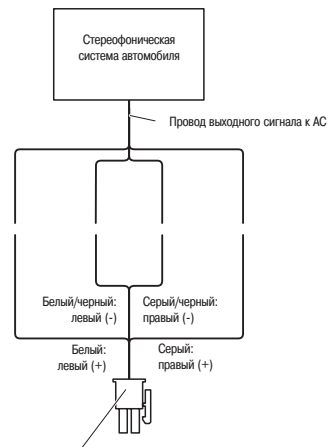 Стереофоническая
система автомобиля
Провод выходного сигнала к АС
Белый/черный:
левый (-)
Серый/черный:
правый (-)
Белый:
левый (+)
Серый:
правый (+)